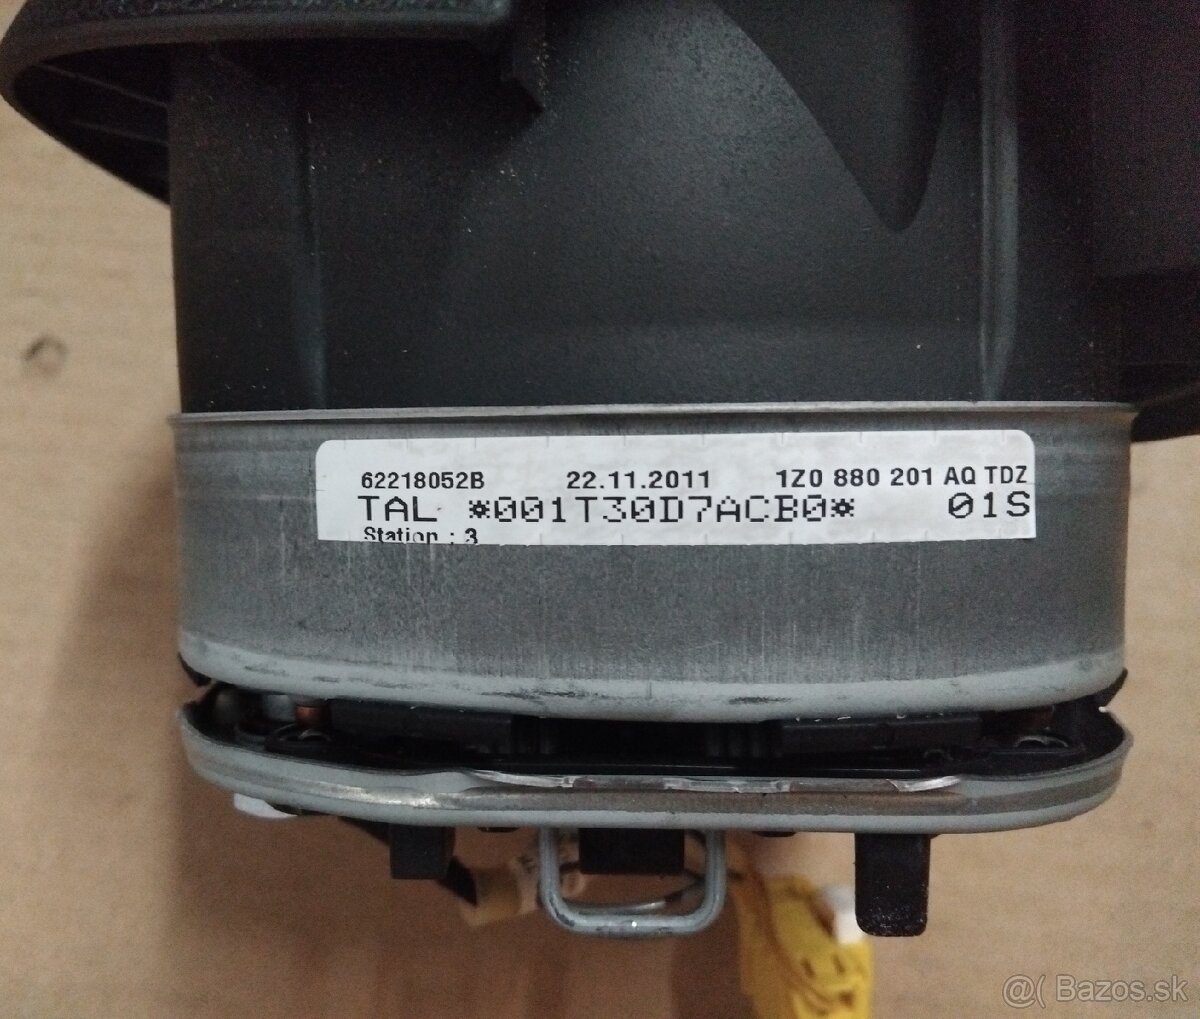 62218052B 22.11.2011 1Z0 880 201 AQ TDZ
TAL *001T30D7ACB0* 01S
Station : 3
@( Bazos.sk